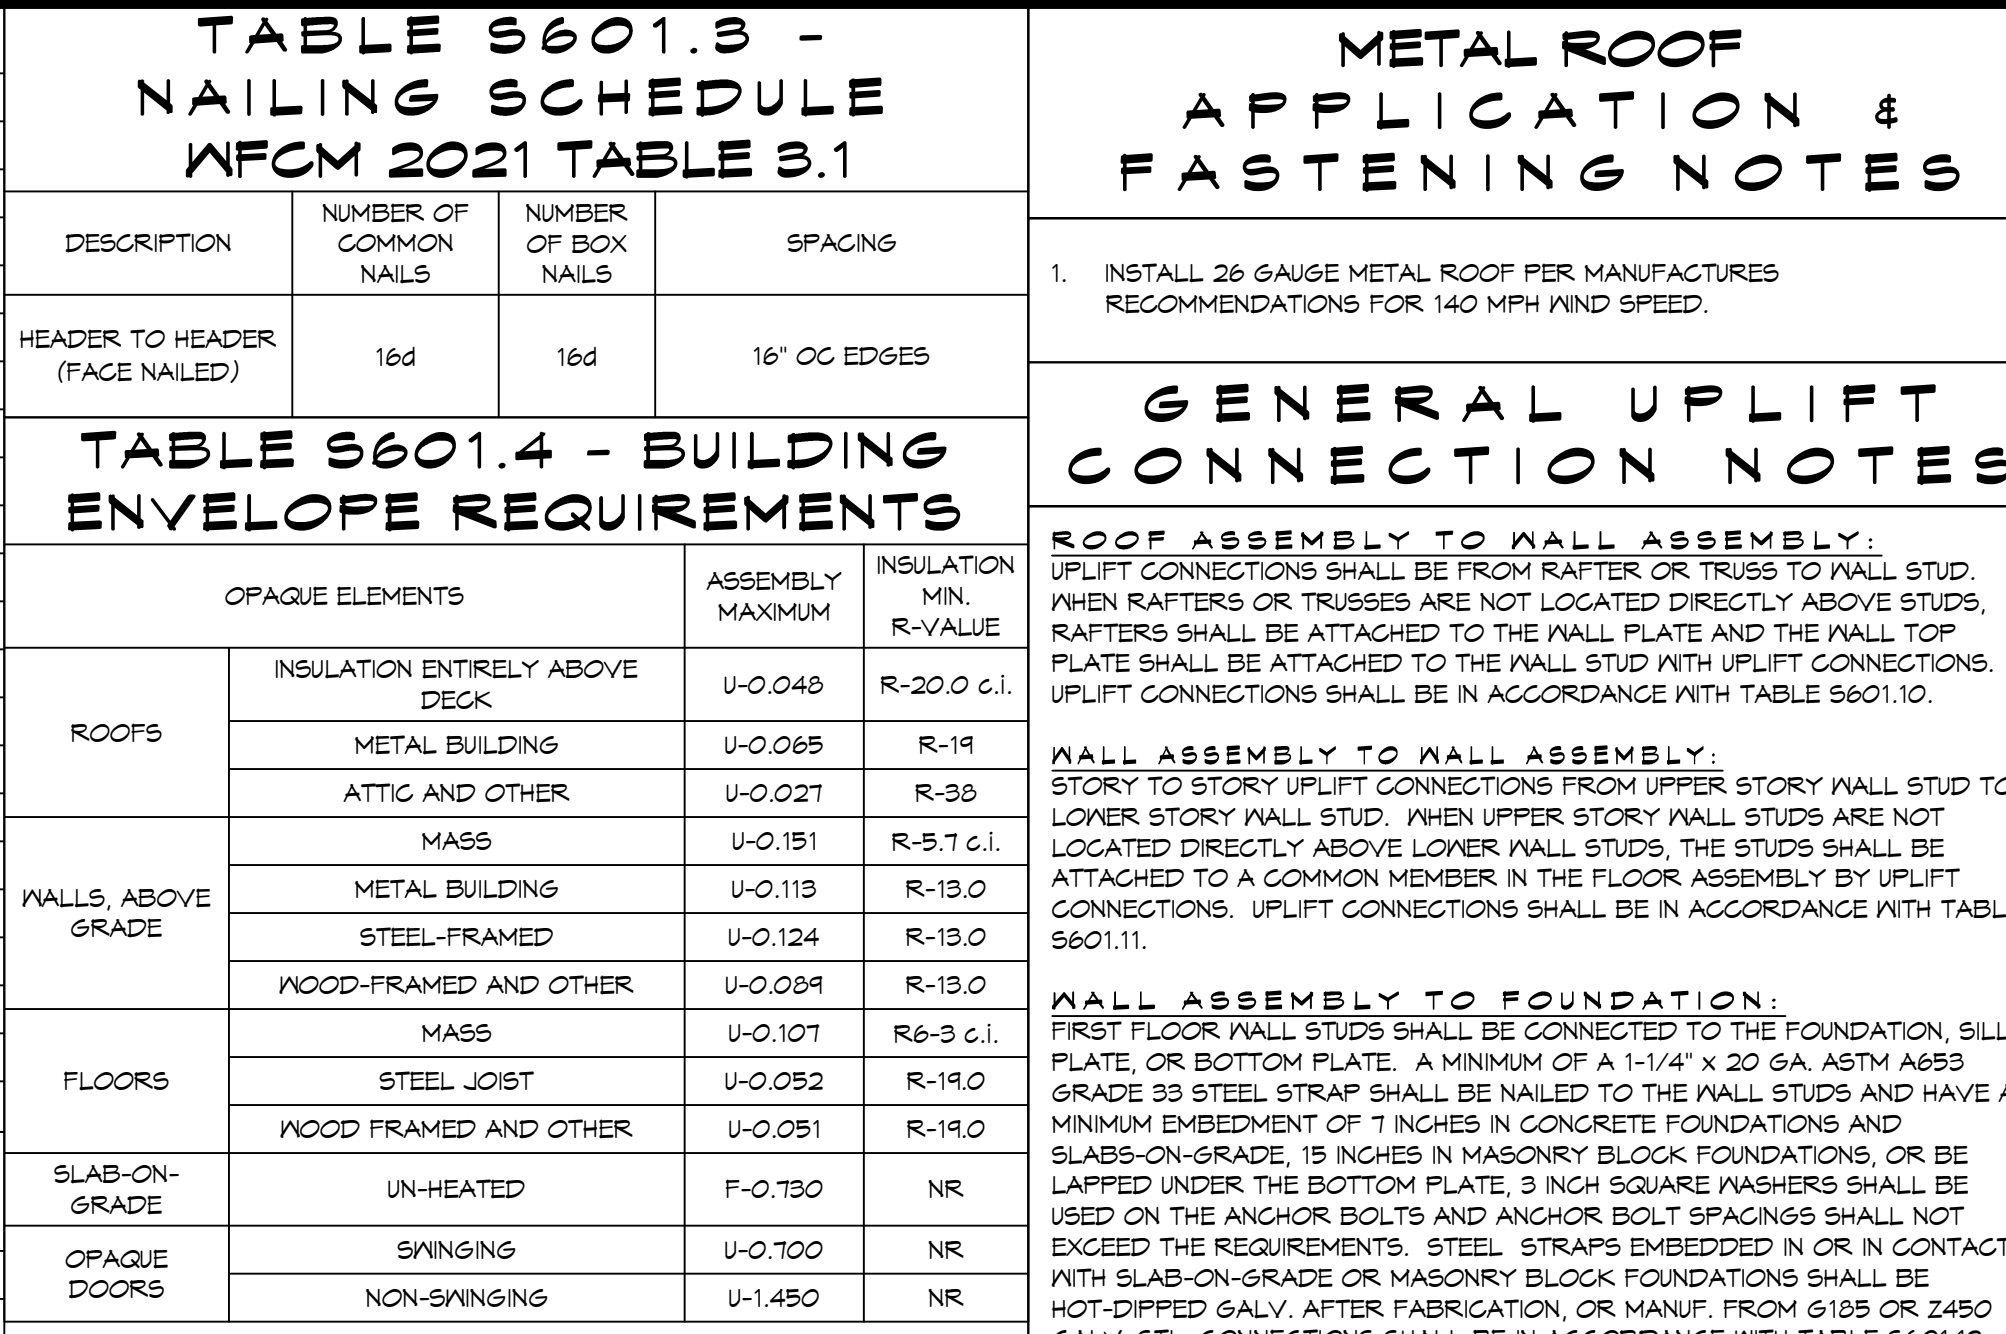 TABLE S601.3 -
NAILING SCHEDULE
WFCM 2021 TABLE 3.1
DESCRIPTION
NUMBER OF
COMMON
NAILS
NUMBER
OF BOX
NAILS
SPACING
HEADER TO HEADER
(FACE NAILED)
16d
16d
16" OC EDGES
TABLE S601.4 - BUILDING
ENVELOPE REQUIREMENTS
OPAQUE ELEMENTS
ASSEMBLY
MAXIMUM
INSULATION
MIN.
R-VALUE
ROOFS
INSULATION ENTIRELY ABOVE
DECK
U-0.048
R-20.0 c.i.
METAL BUILDING
U-0.065
R-19
ATTIC AND OTHER
U-0.027
R-38
WALLS, ABOVE
GRADE
MASS
U-0.151
R-5.7 c.i.
METAL BUILDING
U-0.113
R-13.0
STEEL-FRAMED
U-0.124
R-13.0
WOOD-FRAMED AND OTHER
U-0.089
R-13.0
FLOORS
MASS
U-0.107
R6-3 c.i.
STEEL JOIST
U-0.052
R-19.0
WOOD FRAMED AND OTHER
U-0.051
R-19.0
SLAB-ON-
GRADE
UN-HEATED
F-0.730
NR
OPAQUE
DOORS
SWINGING
U-0.700
NR
NON-SWINGING
U-1.450
NR
METAL ROOF
APPLICATION &
FASTENING NOTES
1. INSTALL 26 GAUGE METAL ROOF PER MANUFACTURES
RECOMMENDATIONS FOR 140 MPH WIND SPEED.
GENERAL UPLIFT
CONNECTION NOTES
ROOF ASSEMBLY TO WALL ASSEMBLY:
UPLIFT CONNECTIONS SHALL BE FROM RAFTER OR TRUSS TO WALL STUD.
WHEN RAFTERS OR TRUSSES ARE NOT LOCATED DIRECTLY ABOVE STUDS,
RAFTERS SHALL BE ATTACHED TO THE WALL PLATE AND THE WALL TOP
PLATE SHALL BE ATTACHED TO THE WALL STUD WITH UPLIFT CONNECTIONS.
UPLIFT CONNECTIONS SHALL BE IN ACCORDANCE WITH TABLE S601.10.
WALL ASSEMBLY TO WALL ASSEMBLY:
STORY TO STORY UPLIFT CONNECTIONS FROM UPPER STORY WALL STUD TO
LOWER STORY WALL STUD. WHEN UPPER STORY WALL STUDS ARE NOT
LOCATED DIRECTLY ABOVE LOWER WALL STUDS, THE STUDS SHALL BE
ATTACHED TO A COMMON MEMBER IN THE FLOOR ASSEMBLY BY UPLIFT
CONNECTIONS. UPLIFT CONNECTIONS SHALL BE IN ACCORDANCE WITH TABL
S601.11.
WALL ASSEMBLY TO FOUNDATION:
FIRST FLOOR WALL STUDS SHALL BE CONNECTED TO THE FOUNDATION, SILL
PLATE, OR BOTTOM PLATE. A MINIMUM OF A 1-1/4" x 20 GA. ASTM A653
GRADE 33 STEEL STRAP SHALL BE NAILED TO THE WALL STUDS AND HAVE A
MINIMUM EMBEDMENT OF 7 INCHES IN CONCRETE FOUNDATIONS AND
SLABS-ON-GRADE, 15 INCHES IN MASONRY BLOCK FOUNDATIONS, OR BE
LAPPED UNDER THE BOTTOM PLATE, 3 INCH SQUARE WASHERS SHALL BE
USED ON THE ANCHOR BOLTS AND ANCHOR BOLT SPACINGS SHALL NOT
EXCEED THE REQUIREMENTS. STEEL STRAPS EMBEDDED IN OR IN CONTACT
WITH SLAB-ON-GRADE OR MASONRY BLOCK FOUNDATIONS SHALL BE
HOT-DIPPED GALV. AFTER FABRICATION, OR MANUF. FROM G185 OR Z450